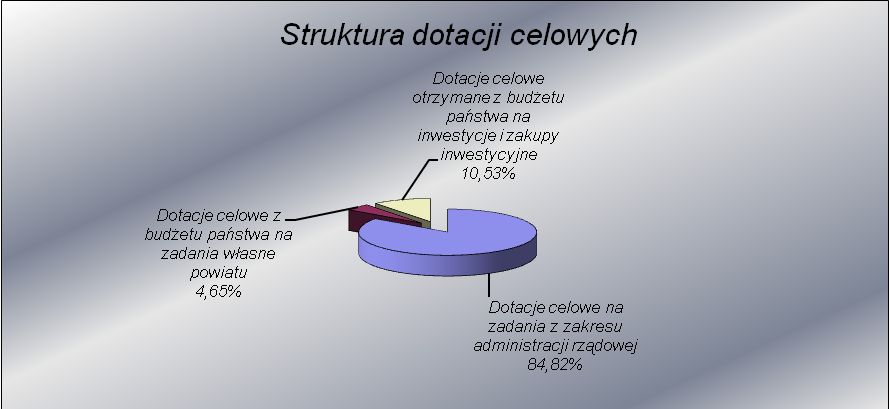 Struktura dotacji celowych
Dotacje celowe
otrzymane z budżetu
państwa na
inwestycje i zakupy
inwestycyjne
10,53%
Dotacje celowe z
budżetu państwa na
zadania własne
powiatu
4,65%
Dotacje celowe na
zadania z zakresu
administracji rządowej
84,82%